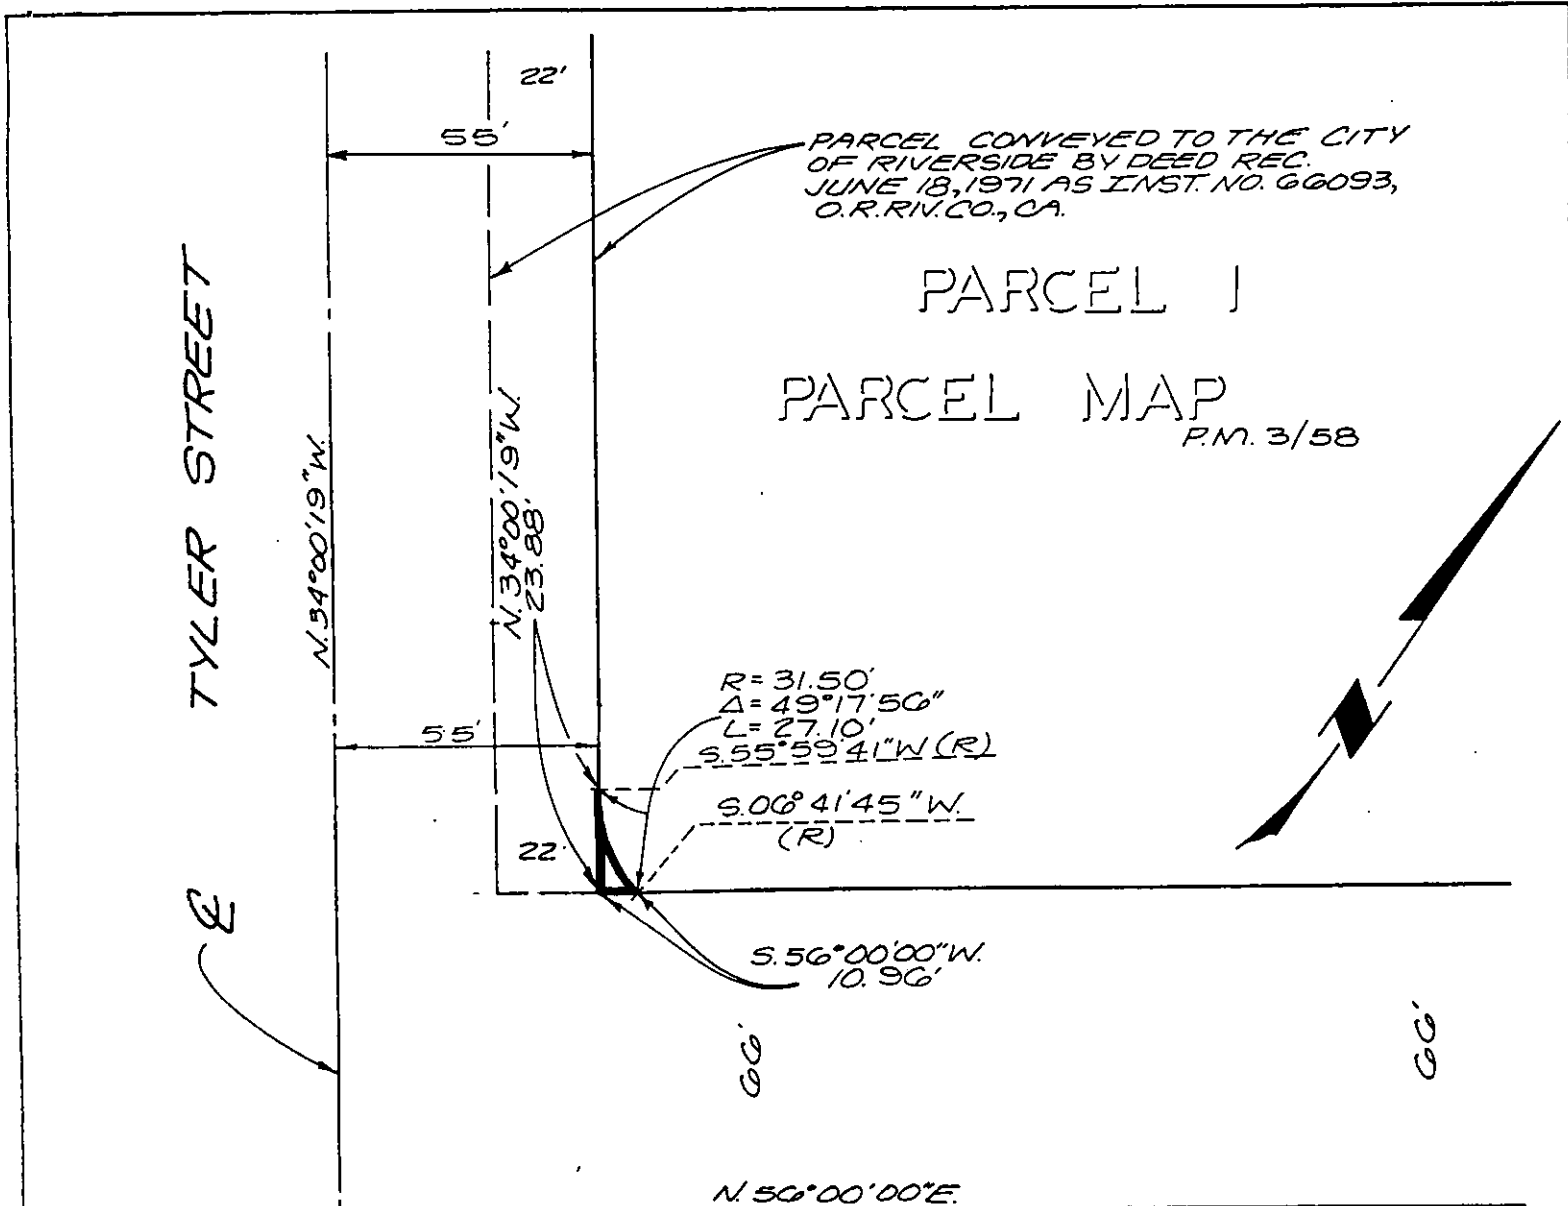 22'
55'
PARCEL CONVEYED TO THE CITY
OF RIVERSIDE BY DEED REC.
JUNE 18, 1971 AS INST. NO. 66093,
O.R. RIV. CO., CA.
PARCEL 1
PARCEL MAP
P.M. 3/58
TYLER STREET
N.34°00'19"W.
N.34°00'19"W.
23.88'
R=31.50'
Δ=49°17'56"
L=27.10'
S.55°59'41"W(R)
55'
S.06°41'45"W.
(R)
22'
℄
S.56°00'00"W.
10.96'
66'
66'
N.56°00'00"E.